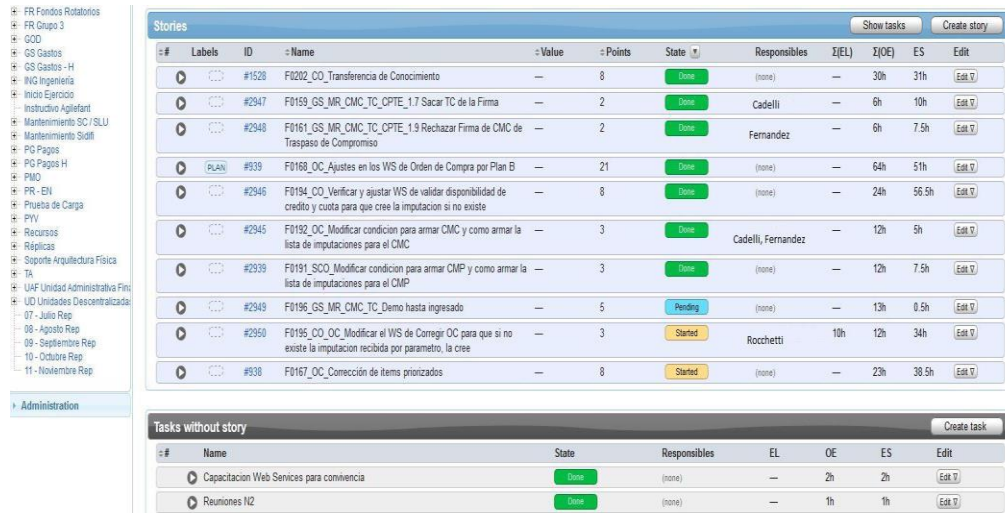 FR Fondos Rotatorios
FR Grupo 3
GOD
GS Gastos
GS Gastos - H
ING Ingeniería
Inicio Ejercicio
Instructivo Agilefant
Mantenimiento SC / SLU
Mantenimiento Sidifi
PG Pagos
PG Pagos H
PMO
PR - EN
Prueba de Carga
PYV
Recursos
Réplicas
Soporte Arquitectura Física
TA
UAF Unidad Administrativa Fina
UD Unidades Descentralizadas
07 - Julio Rep
08 - Agosto Rep
09 - Septiembre Rep
10 - Octubre Rep
11 - Noviembre Rep
Administration
Stories Show tasks Create story
# Labels ID Name Value Points State Responsibles Σ(EL) Σ(OE) ES Edit
#1528 F0202_CO_Transferencia de Conocimiento — 8 Done (none) — 30h 31h Edit
#2947 F0159_GS_MR_CMC_TC_CPTE_1.7 Sacar TC de la Firma — 2 Done Cadelli — 6h 10h Edit
#2948 F0161_GS_MR_CMC_TC_CPTE_1.9 Rechazar Firma de CMC de — 2 Done Fernandez — 6h 7.5h Edit
Traspaso de Compromiso
PLAN #939 F0168_OC_Ajustes en los WS de Orden de Compra por Plan B — 21 Done (none) — 64h 51h Edit
#2946 F0194_CO_Verificar y ajustar WS de validar disponibilidad de — 8 Done (none) — 24h 56.5h Edit
credito y cuota para que cree la imputacion si no existe
#2945 F0192_OC_Modificar condicion para armar CMC y como armar la — 3 Done Cadelli, Fernandez — 12h 5h Edit
lista de imputaciones para el CMC
#2939 F0191_SCO_Modificar condicion para armar CMP y como armar la — 3 Done (none) — 12h 7.5h Edit
lista de imputaciones para el CMP
#2949 F0196_GS_MR_CMC_TC_Demo hasta ingresado — 5 Pending (none) — 13h 0.5h Edit
#2950 F0195_CO_OC_Modificar el WS de Corregir OC para que si no — 3 Started Rocchetti 10h 12h 34h Edit
existe la imputacion recibida por parametro, la cree
#938 F0167_OC_Corrección de items priorizados — 8 Started (none) — 23h 38.5h Edit
Tasks without story Create task
# Name State Responsibles EL OE ES Edit
Capacitacion Web Services para convivencia Done (none) — 2h 2h Edit
Reuniones N2 Done (none) — 1h 1h Edit